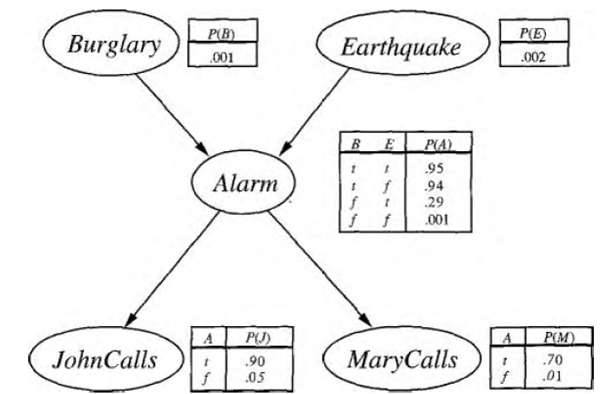 Burglary
P(B)
.001
Earthquake
P(E)
.002
B E P(A)
t t .95
t f .94
f t .29
f f .001
Alarm
JohnCalls
A P(J)
t .90
f .05
MaryCalls
A P(M)
t .70
f .01